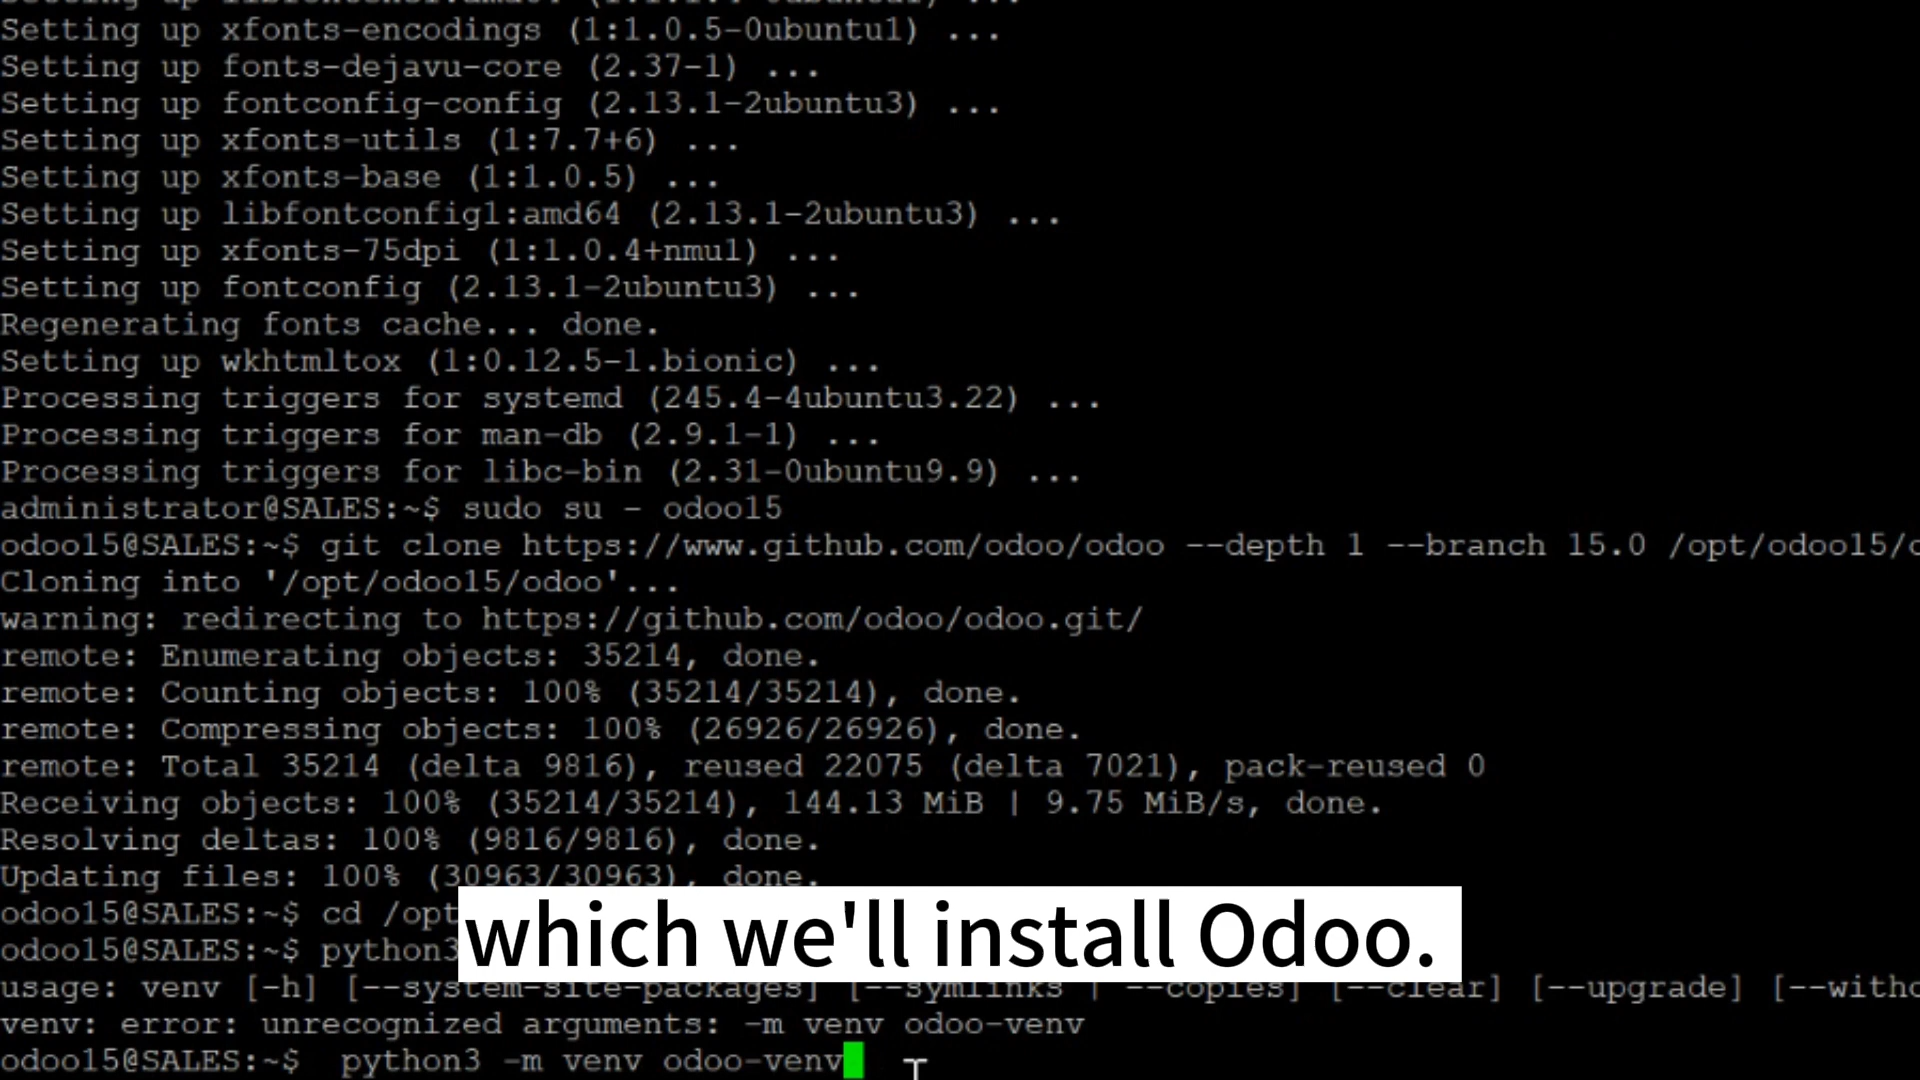 Setting up xfonts-encodings (1:1.0.5-0ubuntu1) ...
Setting up fonts-dejavu-core (2.37-1) ...
Setting up fontconfig-config (2.13.1-2ubuntu3) ...
Setting up xfonts-utils (1:7.7+6) ...
Setting up xfonts-base (1:1.0.5) ...
Setting up libfontconfig1:amd64 (2.13.1-2ubuntu3) ...
Setting up xfonts-75dpi (1:1.0.4+nmu1) ...
Setting up fontconfig (2.13.1-2ubuntu3) ...
Regenerating fonts cache... done.
Setting up wkhtmltox (1:0.12.5-1.bionic) ...
Processing triggers for systemd (245.4-4ubuntu3.22) ...
Processing triggers for man-db (2.9.1-1) ...
Processing triggers for libc-bin (2.31-0ubuntu9.9) ...
administrator@SALES:~$ sudo su - odoo15
odoo15@SALES:~$ git clone https://www.github.com/odoo/odoo --depth 1 --branch 15.0 /opt/odoo15/o
Cloning into '/opt/odoo15/odoo'...
warning: redirecting to https://github.com/odoo/odoo.git/
remote: Enumerating objects: 35214, done.
remote: Counting objects: 100% (35214/35214), done.
remote: Compressing objects: 100% (26926/26926), done.
remote: Total 35214 (delta 9816), reused 22075 (delta 7021), pack-reused 0
Receiving objects: 100% (35214/35214), 144.13 MiB | 9.75 MiB/s, done.
Resolving deltas: 100% (9816/9816), done.
Updating files: 100% (30963/30963), done.
odoo15@SALES:~$ cd /opt
odoo15@SALES:~$ python3
which we'll install Odoo.
usage: venv [-h] [--system-site-packages] [--symlinks | --copies] [--clear] [--upgrade] [--witho
venv: error: unrecognized arguments: -m venv odoo-venv
odoo15@SALES:~$ python3 -m venv odoo-venv